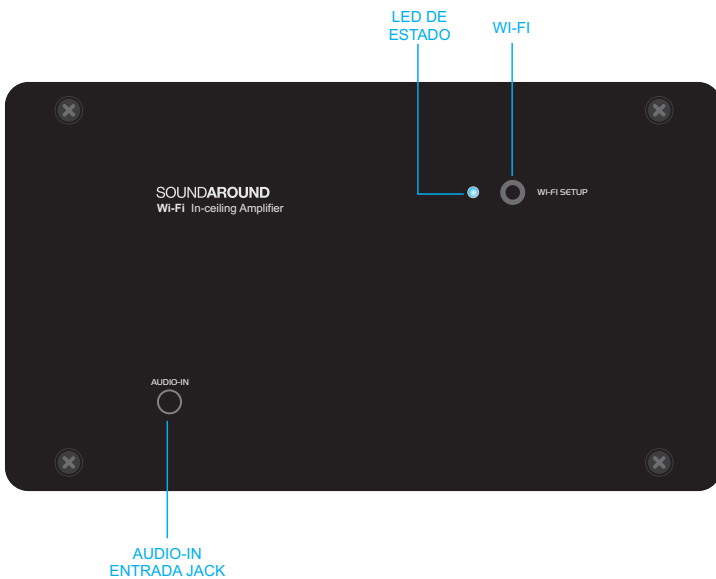 LED DE
ESTADO
WI-FI
SOUNDAROUND
Wi-Fi In-ceiling Amplifier
WI-FI SETUP
AUDIO-IN
AUDIO-IN
ENTRADA JACK